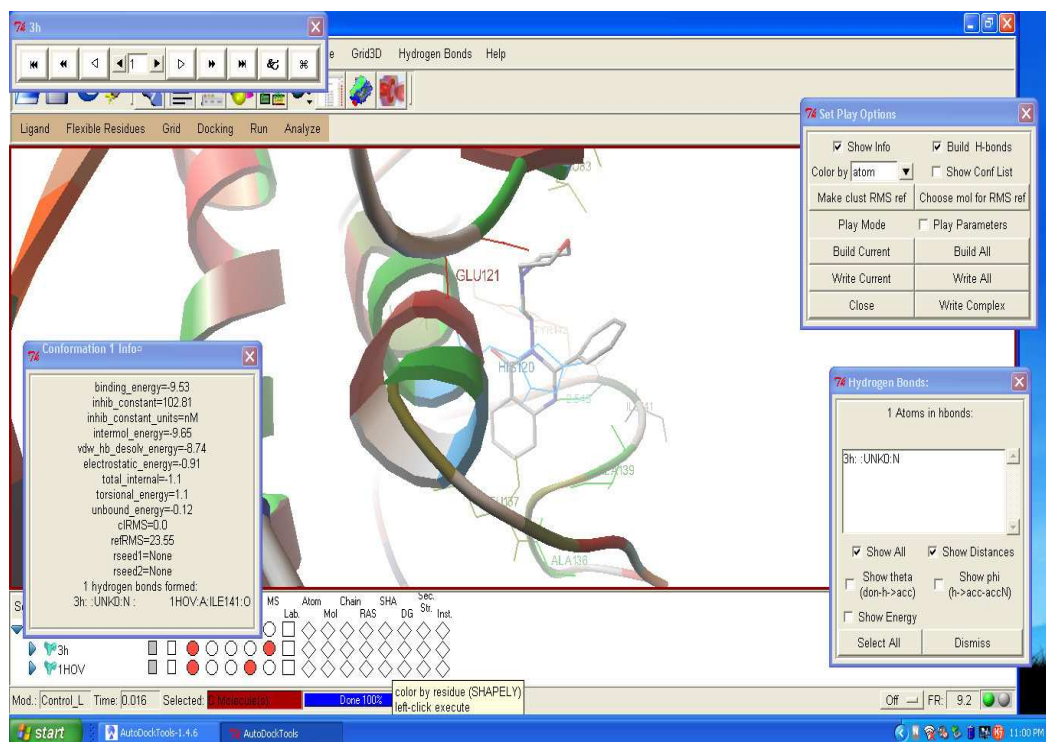 3h
1
Grid3D Hydrogen Bonds Help
Ligand Flexible Residues Grid Docking Run Analyze
Set Play Options
Show Info Build H-bonds
Color by atom Show Conf List
Make clust RMS ref Choose mol for RMS ref
Play Mode Play Parameters
Build Current Build All
Write Current Write All
Close Write Complex
GLU121
HIS120
ALA138
Conformation 1 Info=
binding_energy=-9.53
inhib_constant=102.81
inhib_constant_units=nM
intermol_energy=-9.65
vdw_hb_desolv_energy=-8.74
electrostatic_energy=-0.91
total_internal=-1.1
torsional_energy=1.1
unbound_energy=-0.12
clRMS=0.0
refRMS=23.55
rseed1=None
rseed2=None
1 hydrogen bonds formed:
3h: :UNK0:N : 1HOV:A:ILE141:O
Hydrogen Bonds:
1 Atoms in hbonds:
3h: :UNK0:N
Show All Show Distances
Show theta (don-h->acc) Show phi (h->acc-accN)
Show Energy
Select All Dismiss
MS Lab. Atom Mol Chain RAS SHA DG Sec. Str. Inst.
3h
1HOV
color by residue (SHAPELY)
left-click execute
Mod.: Control_L Time: 0.016 Selected: Done 100% Off FR: 9.2
start AutoDockTools-1.4.6 AutoDockTools 11:00 PM